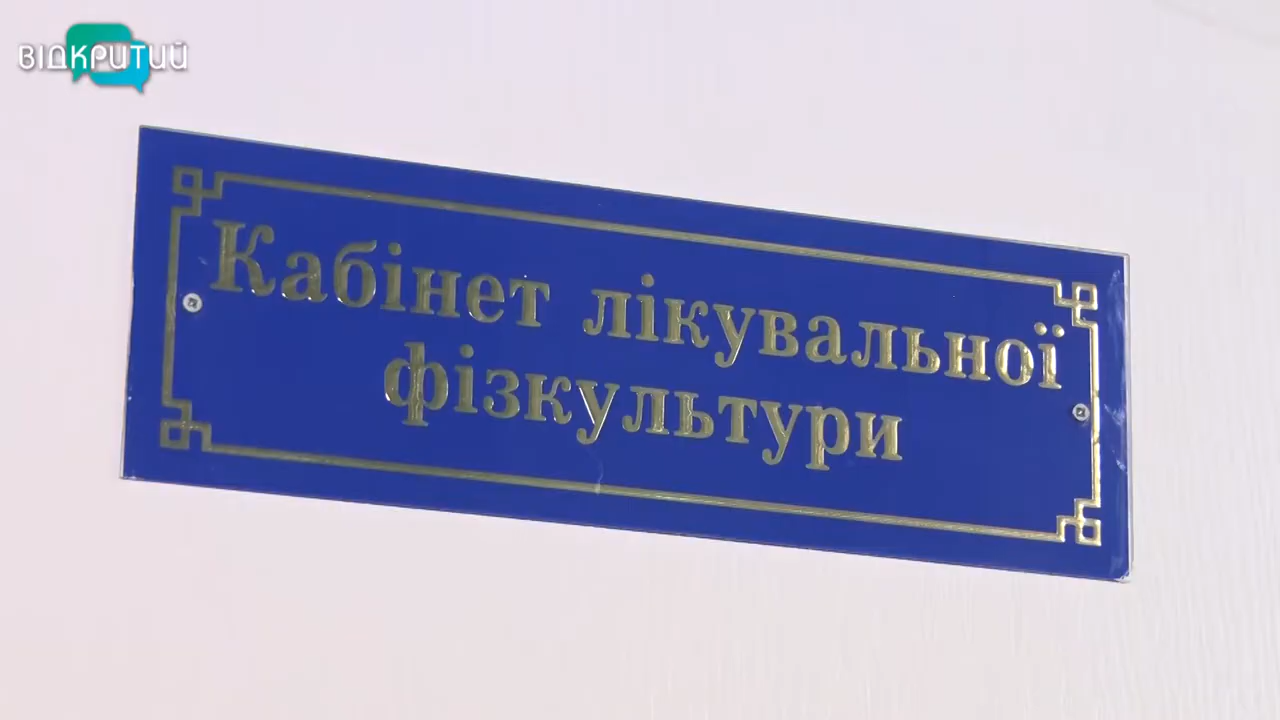 ВІДКРИТИЙ
Кабінет лікувальної
фізкультури